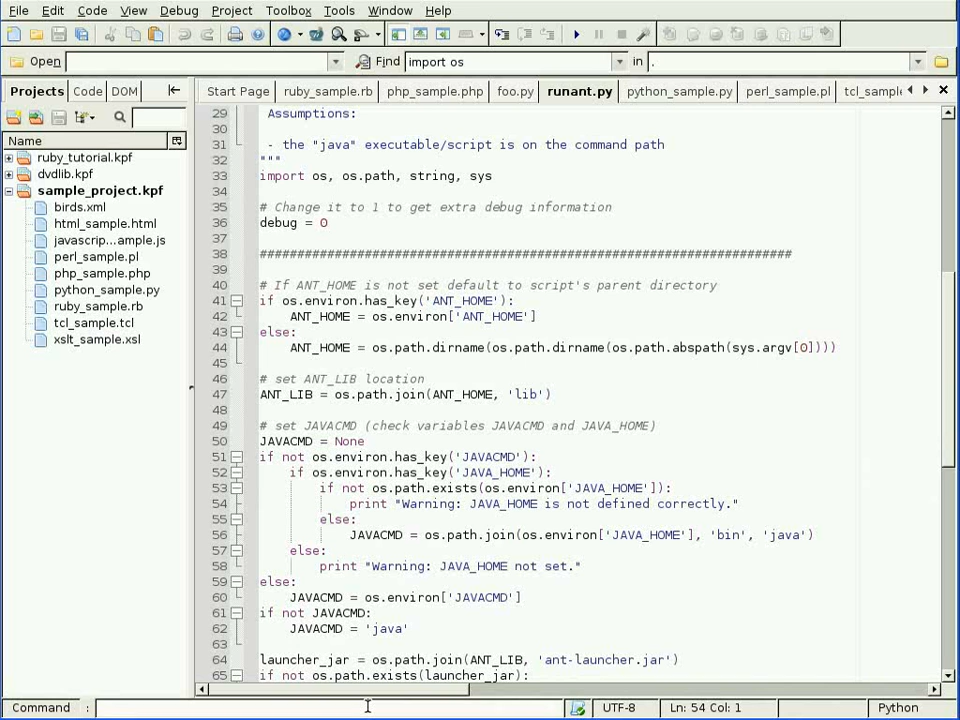 File Edit Code View Debug Project Toolbox Tools Window Help
Open Find import os in .
Projects Code DOM
Start Page ruby_sample.rb php_sample.php foo.py runant.py python_sample.py perl_sample.pl tcl_sample
Name
ruby_tutorial.kpf
dvdlib.kpf
sample_project.kpf
birds.xml
html_sample.html
javascrip...ample.js
perl_sample.pl
php_sample.php
python_sample.py
ruby_sample.rb
tcl_sample.tcl
xslt_sample.xsl
29 Assumptions:
30
31 - the "java" executable/script is on the command path
32 """
33 import os, os.path, string, sys
34
35 # Change it to 1 to get extra debug information
36 debug = 0
37
38 #######################################################################
39
40 # If ANT_HOME is not set default to script's parent directory
41 if os.environ.has_key('ANT_HOME'):
42 ANT_HOME = os.environ['ANT_HOME']
43 else:
44 ANT_HOME = os.path.dirname(os.path.dirname(os.path.abspath(sys.argv[0])))
45
46 # set ANT_LIB location
47 ANT_LIB = os.path.join(ANT_HOME, 'lib')
48
49 # set JAVACMD (check variables JAVACMD and JAVA_HOME)
50 JAVACMD = None
51 if not os.environ.has_key('JAVACMD'):
52 if os.environ.has_key('JAVA_HOME'):
53 if not os.path.exists(os.environ['JAVA_HOME']):
54 print "Warning: JAVA_HOME is not defined correctly."
55 else:
56 JAVACMD = os.path.join(os.environ['JAVA_HOME'], 'bin', 'java')
57 else:
58 print "Warning: JAVA_HOME not set."
59 else:
60 JAVACMD = os.environ['JAVACMD']
61 if not JAVACMD:
62 JAVACMD = 'java'
63
64 launcher_jar = os.path.join(ANT_LIB, 'ant-launcher.jar')
65 if not os.path.exists(launcher_jar):
Command : UTF-8 Ln: 54 Col: 1 Python